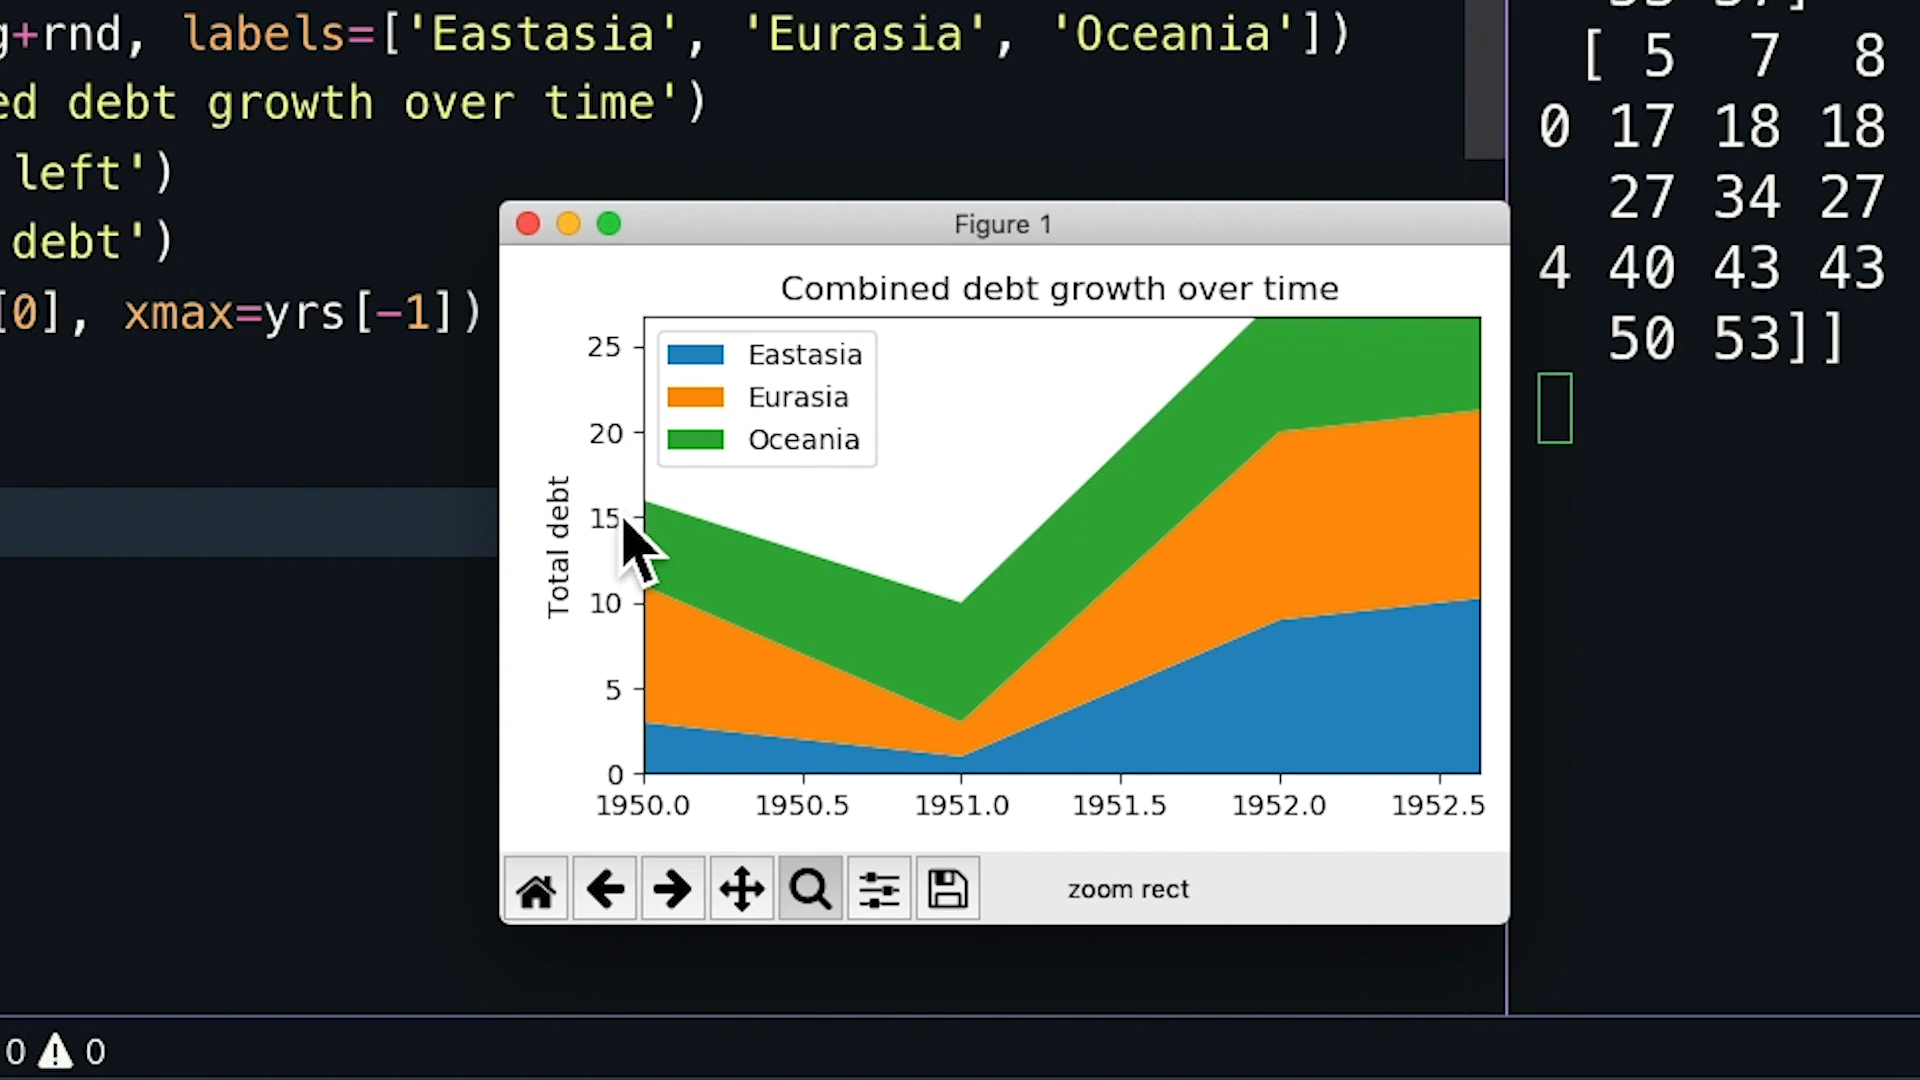 g+rnd, labels=['Eastasia', 'Eurasia', 'Oceania'])
ed debt growth over time')
left')
debt')
[0], xmax=yrs[-1])
[ 5 7 8
0 17 18 18
27 34 27
4 40 43 43
50 53]]
Figure 1
Combined debt growth over time
Eastasia
Eurasia
Oceania
Total debt
25
20
15
10
5
0
1950.0 1950.5 1951.0 1951.5 1952.0 1952.5
zoom rect
0 0